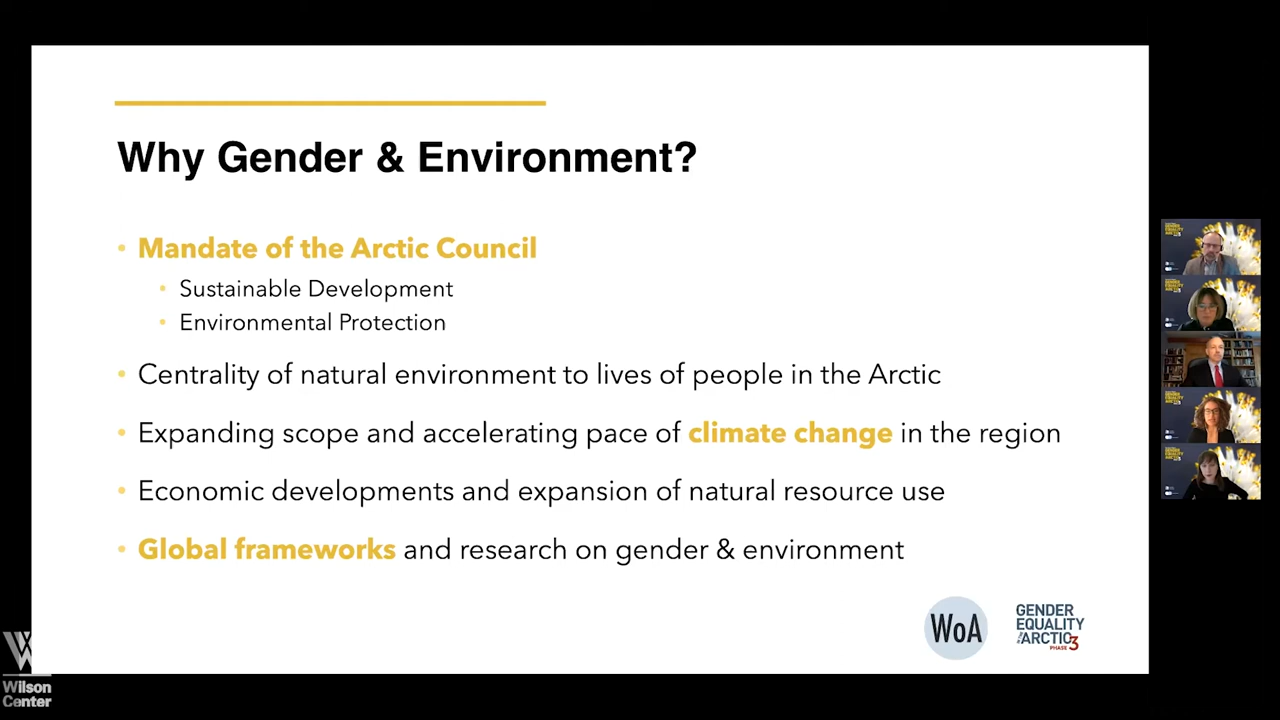 Why Gender & Environment?
• Mandate of the Arctic Council
• Sustainable Development
• Environmental Protection
• Centrality of natural environment to lives of people in the Arctic
• Expanding scope and accelerating pace of climate change in the region
• Economic developments and expansion of natural resource use
• Global frameworks and research on gender & environment
WoA
GENDER
EQUALITY
IN THE ARCTIC
PHASE 3
Wilson
Center